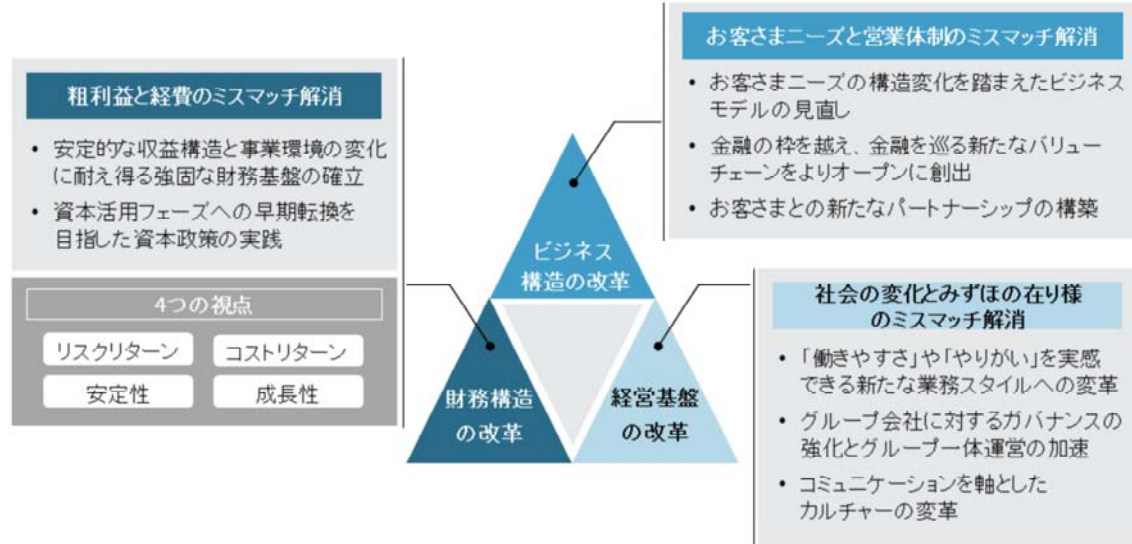 お客さまニーズと営業体制のミスマッチ解消
• お客さまニーズの構造変化を踏まえたビジネス
モデルの見直し
• 金融の枠を越え、金融を巡る新たなバリュー
チェーンをよりオープンに創出
• お客さまとの新たなパートナーシップの構築
粗利益と経費のミスマッチ解消
• 安定的な収益構造と事業環境の変化
に耐え得る強固な財務基盤の確立
• 資本活用フェーズへの早期転換を
目指した資本政策の実践
4つの視点
リスクリターン
コストリターン
安定性
成長性
ビジネス
構造の改革
財務構造
の改革
経営基盤
の改革
社会の変化とみずほの在り様
のミスマッチ解消
• 「働きやすさ」や「やりがい」を実感
できる新たな業務スタイルへの変革
• グループ会社に対するガバナンスの
強化とグループ一体運営の加速
• コミュニケーションを軸とした
カルチャーの変革